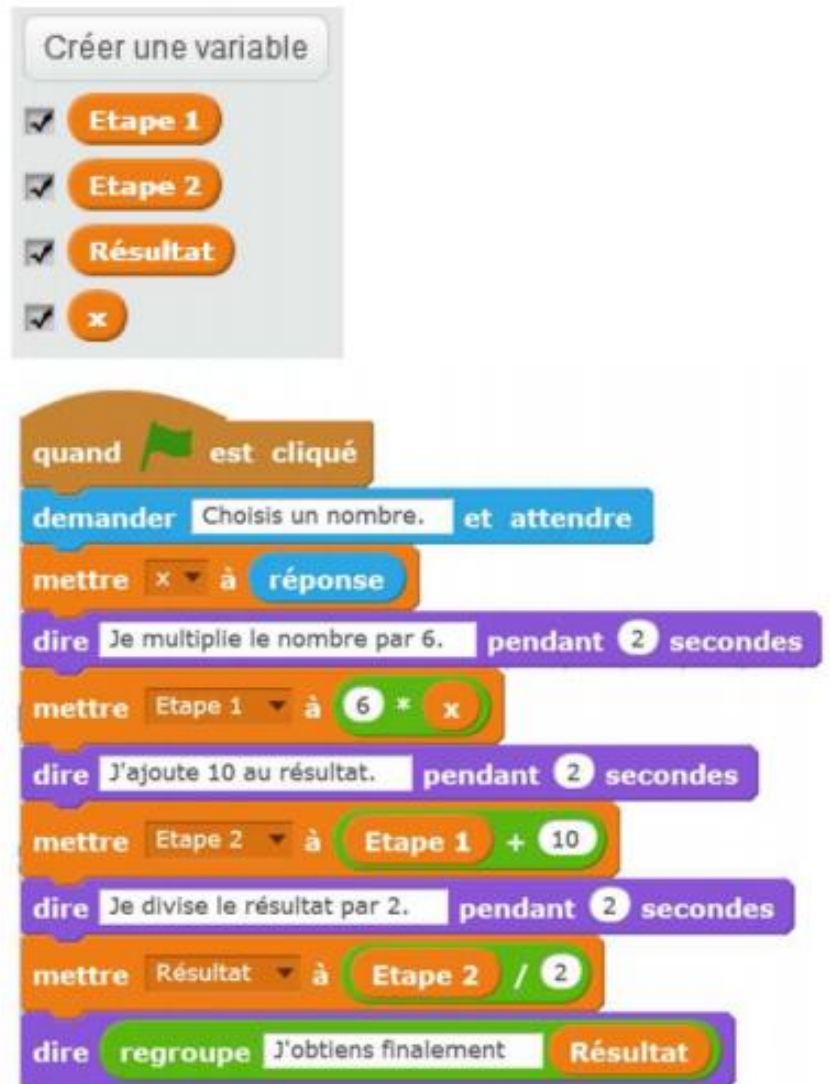 Créer une variable
Etape 1
Etape 2
Résultat
x
quand est cliqué
demander Choisis un nombre. et attendre
mettre x à réponse
dire Je multiplie le nombre par 6. pendant 2 secondes
mettre Etape 1 à 6 * x
dire J'ajoute 10 au résultat. pendant 2 secondes
mettre Etape 2 à Etape 1 + 10
dire Je divise le résultat par 2. pendant 2 secondes
mettre Résultat à Etape 2 / 2
dire regroupe J'obtiens finalement Résultat